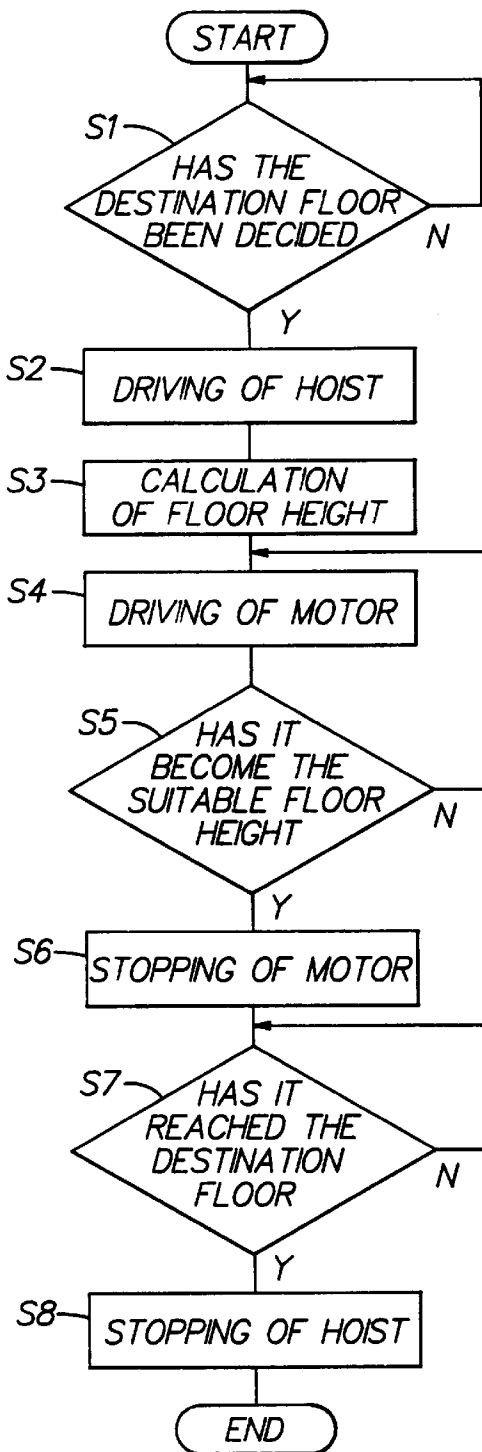 START
S1
HAS THE
DESTINATION FLOOR
BEEN DECIDED
N
Y
S2
DRIVING OF HOIST
S3
CALCULATION
OF FLOOR HEIGHT
S4
DRIVING OF MOTOR
S5
HAS IT
BECOME THE
SUITABLE FLOOR
HEIGHT
N
Y
S6
STOPPING OF MOTOR
S7
HAS IT
REACHED THE
DESTINATION
FLOOR
N
Y
S8
STOPPING OF HOIST
END